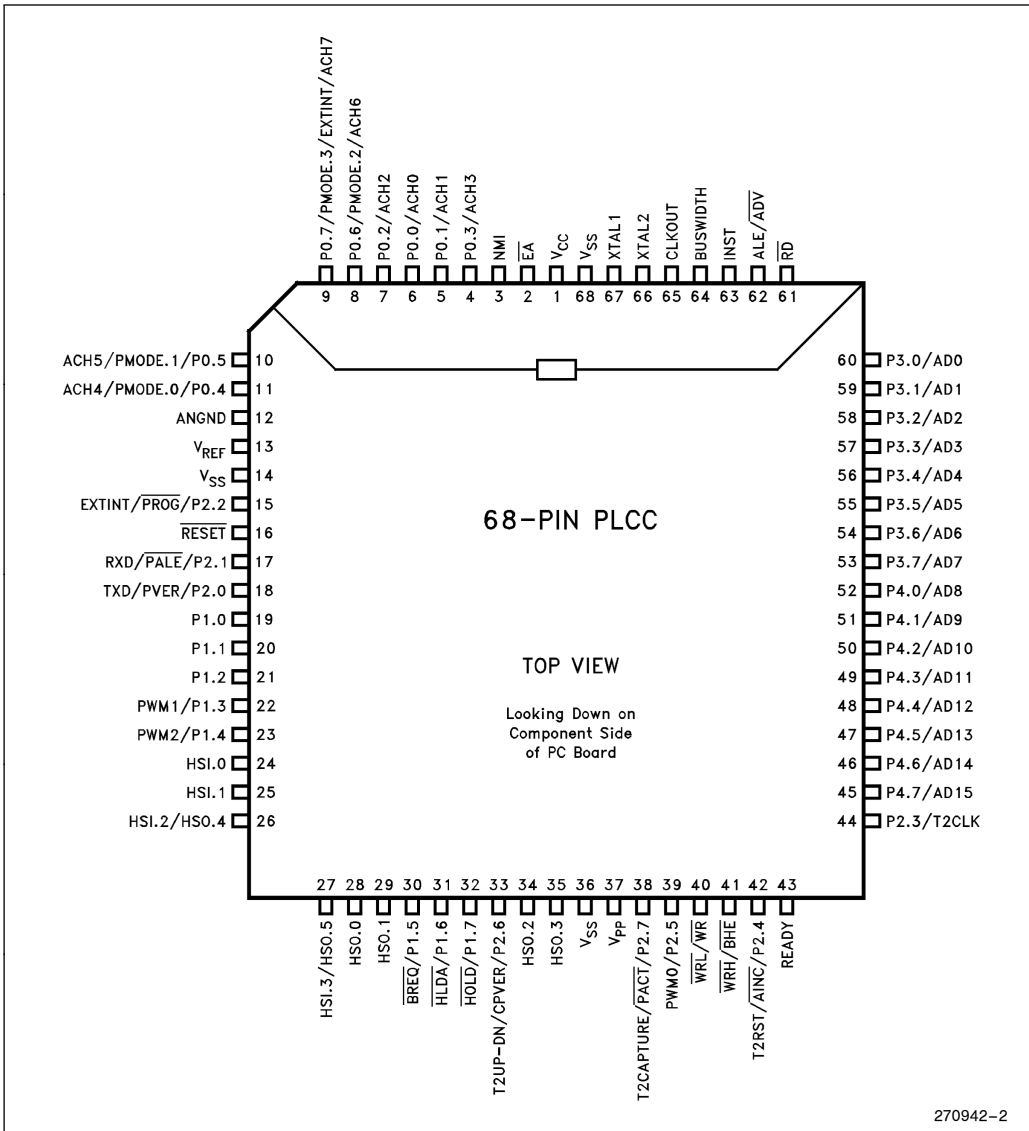 P0.7/PMODE.3/EXTINT/ACH7
P0.6/PMODE.2/ACH6
P0.2/ACH2
P0.0/ACH0
P0.1/ACH1
P0.3/ACH3
NMI
EA
VCC
VSS
XTAL1
XTAL2
CLKOUT
BUSWIDTH
INST
ALE/ADV
RD
9 8 7 6 5 4 3 2 1 68 67 66 65 64 63 62 61
ACH5/PMODE.1/P0.5 10
ACH4/PMODE.0/P0.4 11
ANGND 12
VREF 13
VSS 14
EXTINT/PROG/P2.2 15
RESET 16
RXD/PALE/P2.1 17
TXD/PVER/P2.0 18
P1.0 19
P1.1 20
P1.2 21
PWM1/P1.3 22
PWM2/P1.4 23
HSI.0 24
HSI.1 25
HSI.2/HSO.4 26
68-PIN PLCC
TOP VIEW
Looking Down on
Component Side
of PC Board
60 P3.0/AD0
59 P3.1/AD1
58 P3.2/AD2
57 P3.3/AD3
56 P3.4/AD4
55 P3.5/AD5
54 P3.6/AD6
53 P3.7/AD7
52 P4.0/AD8
51 P4.1/AD9
50 P4.2/AD10
49 P4.3/AD11
48 P4.4/AD12
47 P4.5/AD13
46 P4.6/AD14
45 P4.7/AD15
44 P2.3/T2CLK
27 28 29 30 31 32 33 34 35 36 37 38 39 40 41 42 43
HSI.3/HSO.5
HSO.0
HSO.1
BREQ/P1.5
HLDA/P1.6
HOLD/P1.7
T2UP-DN/CPVER/P2.6
HSO.2
HSO.3
VSS
VPP
T2CAPTURE/PACT/P2.7
PWM0/P2.5
WRL/WR
WRH/BHE
T2RST/AINC/P2.4
READY
270942-2